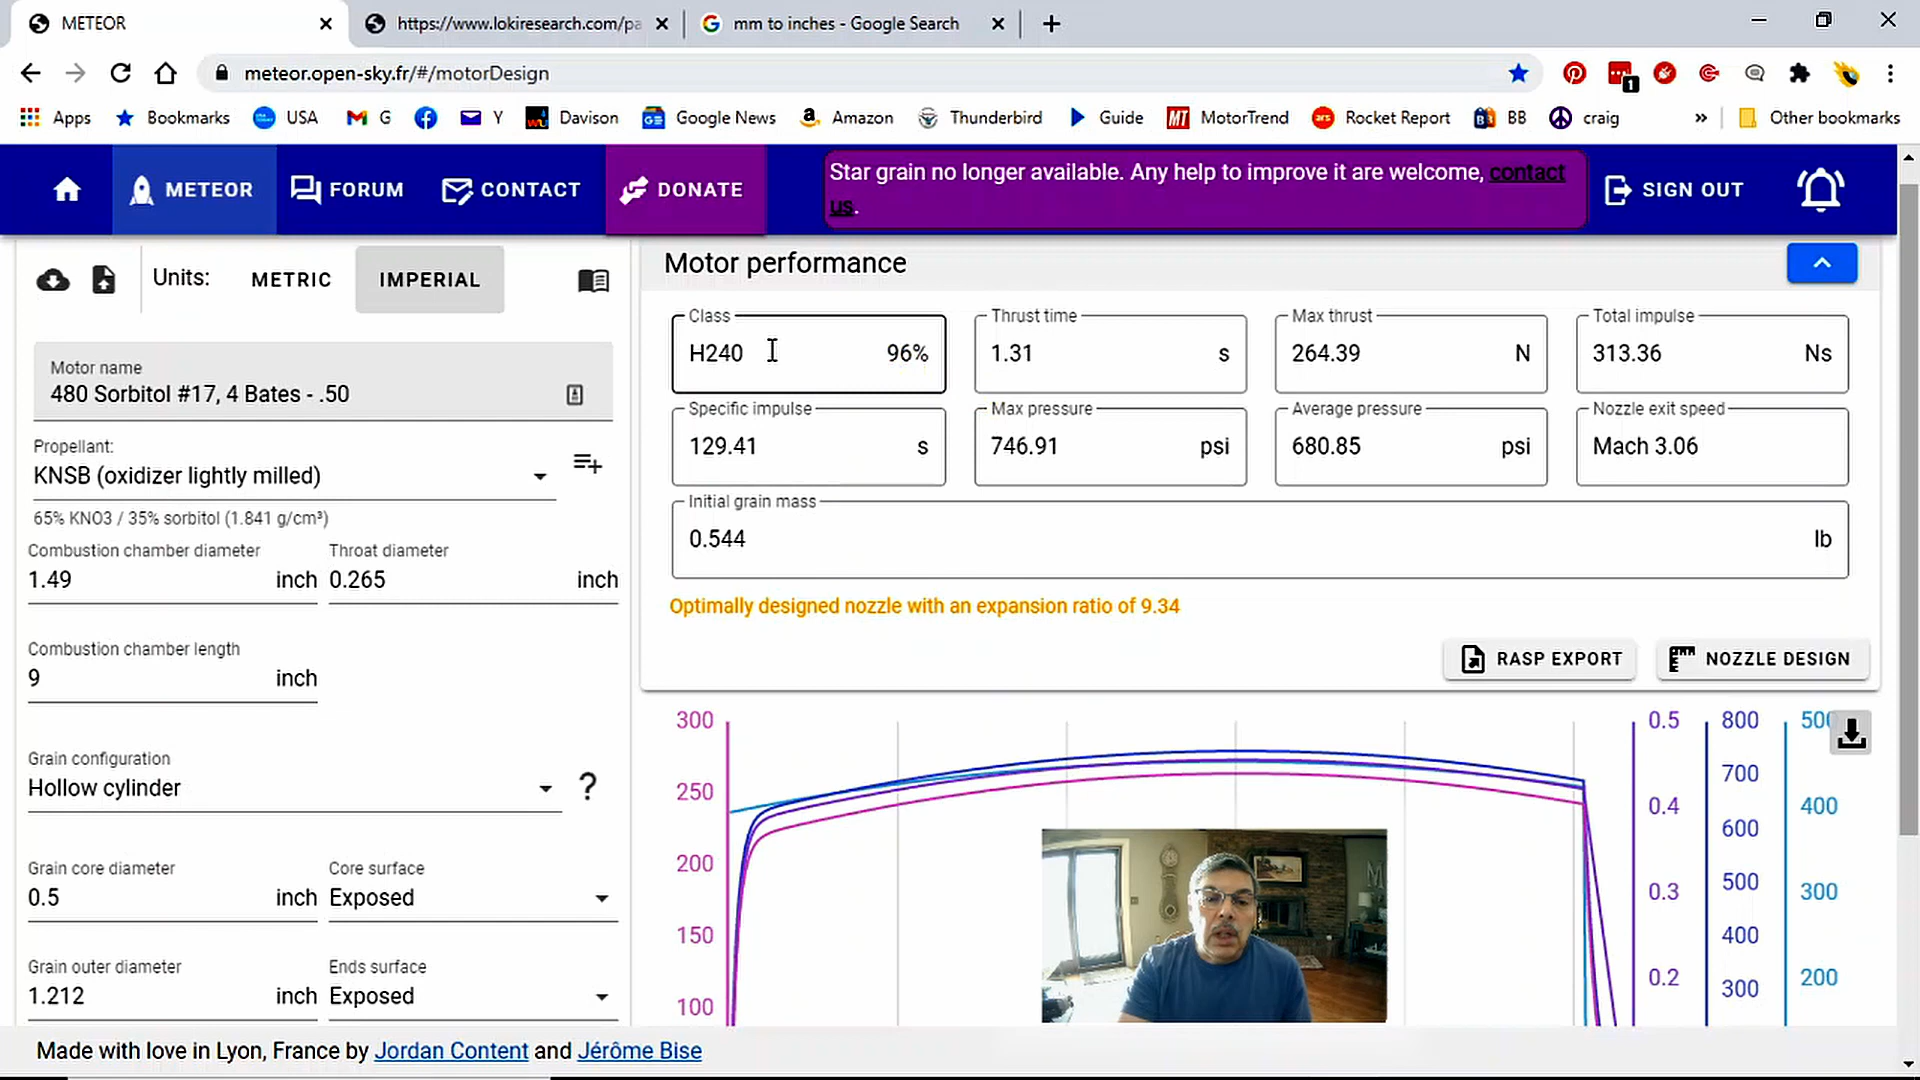 METEOR
https://www.lokiresearch.com/pa
mm to inches - Google Search
meteor.open-sky.fr/#/motorDesign
1
Apps
Bookmarks
USA
G
Y
Davison
Google News
Amazon
Thunderbird
Guide
MT
MotorTrend
ars
Rocket Report
BB
craig
»
Other bookmarks
METEOR
FORUM
CONTACT
DONATE
Star grain no longer available. Any help to improve it are welcome, contact
us.
SIGN OUT
Units:
METRIC
IMPERIAL
Motor name
480 Sorbitol #17, 4 Bates - .50
Propellant:
KNSB (oxidizer lightly milled)
65% KNO3 / 35% sorbitol (1.841 g/cm³)
Combustion chamber diameter
1.49 inch
Throat diameter
0.265 inch
Combustion chamber length
9 inch
Grain configuration
Hollow cylinder
?
Grain core diameter
0.5 inch
Core surface
Exposed
Grain outer diameter
1.212 inch
Ends surface
Exposed
Motor performance
Class
H240 96%
Thrust time
1.31 s
Max thrust
264.39 N
Total impulse
313.36 Ns
Specific impulse
129.41 s
Max pressure
746.91 psi
Average pressure
680.85 psi
Nozzle exit speed
Mach 3.06
Initial grain mass
0.544 lb
Optimally designed nozzle with an expansion ratio of 9.34
RASP EXPORT
NOZZLE DESIGN
300
250
200
150
100
0.5
0.4
0.3
0.2
800
700
600
500
400
300
500
400
300
200
Made with love in Lyon, France by Jordan Content and Jérôme Bise